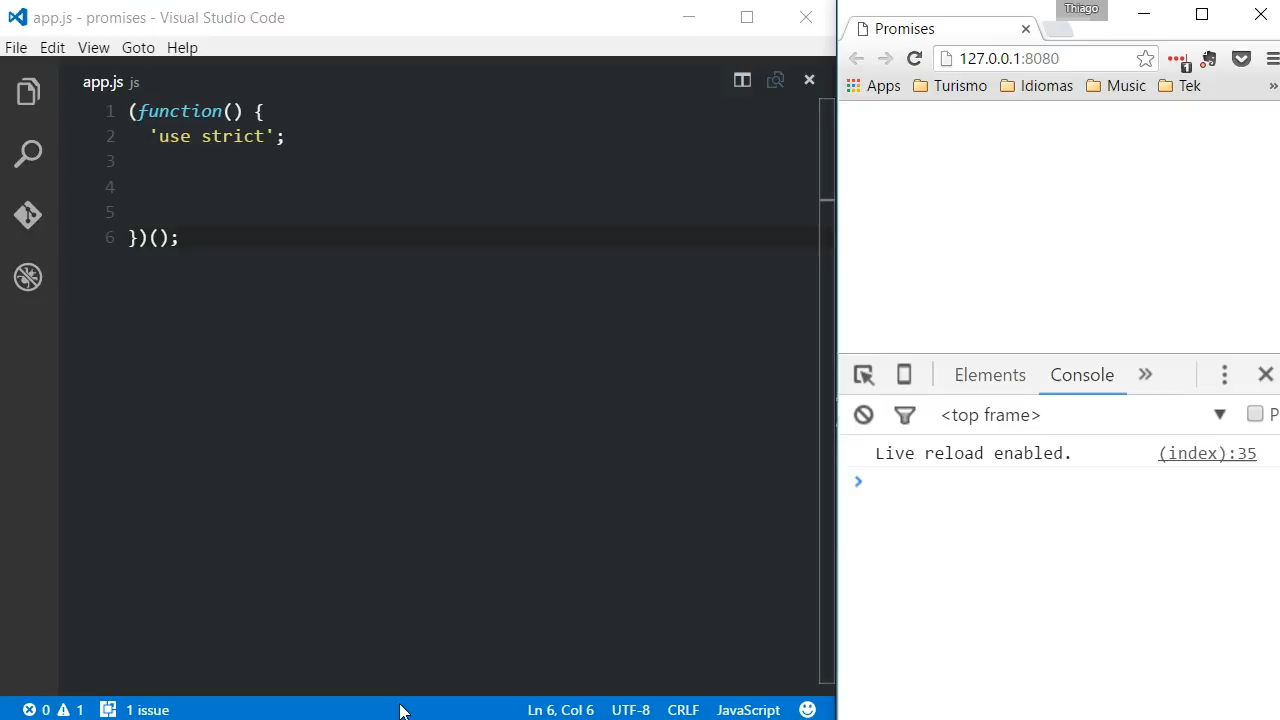 app.js - promises - Visual Studio Code
File Edit View Goto Help
app.js js
1 (function() {
2 'use strict';
3
4
5
6 })();
0 1 1 issue Ln 6, Col 6 UTF-8 CRLF JavaScript
Thiago
Promises
127.0.0.1:8080
1
Apps Turismo Idiomas Music Tek »
Elements Console »
<top frame> P
Live reload enabled. (index):35